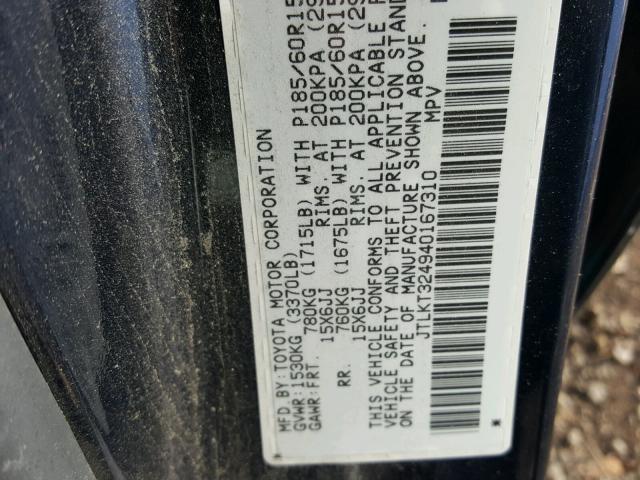 MFD.BY:TOYOTA MOTOR CORPORATION
GVWR:1530KG (3370LB)
GAWR:FRT. 780KG (1715LB) WITH P185/60R15
15X6JJ RIMS, AT 200KPA (29
RR. 760KG (1675LB) WITH P185/60R15
15X6JJ RIMS, AT 200KPA (29
THIS VEHICLE CONFORMS TO ALL APPLICABLE
VEHICLE SAFETY AND THEFT PREVENTION STAND
ON THE DATE OF MANUFACTURE SHOWN ABOVE.
JTLKT324940167310 MPV